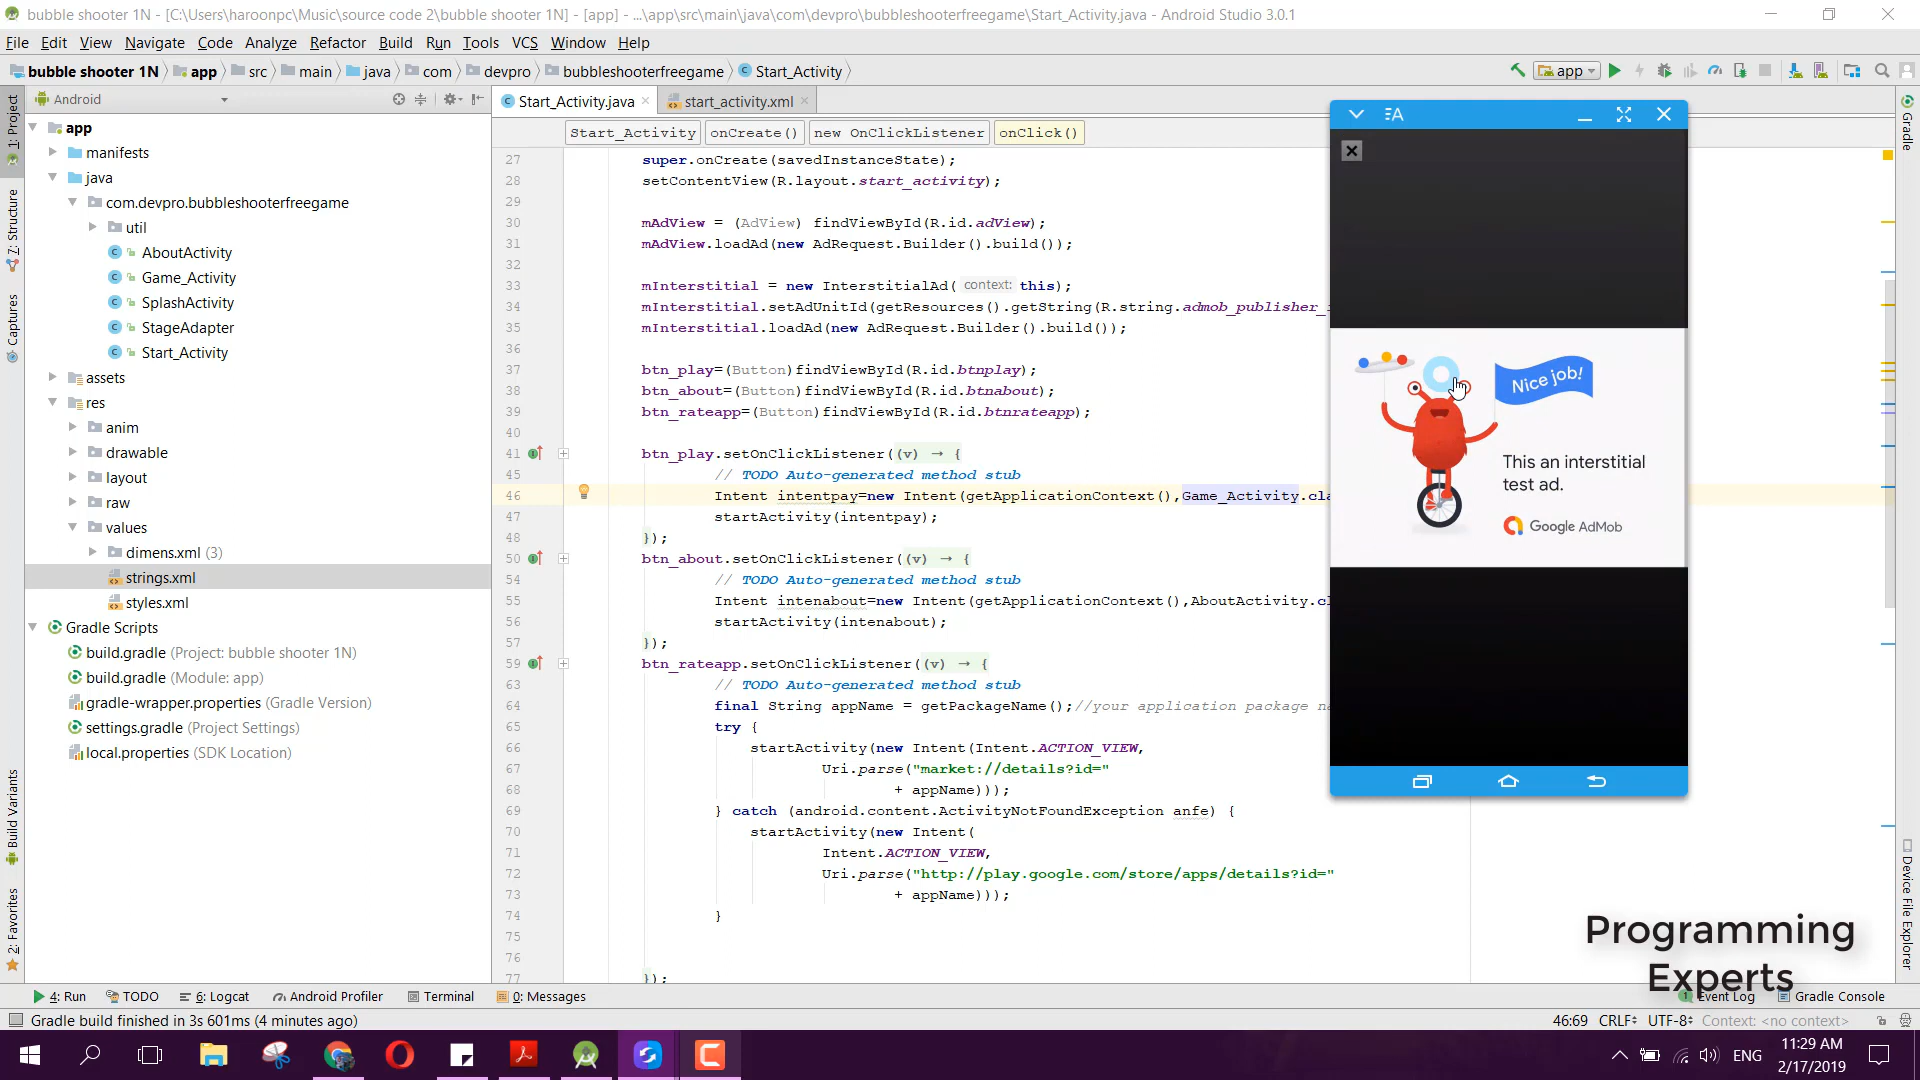 bubble shooter 1N - [C:\Users\haroonpc\Music\source code 2\bubble shooter 1N] - [app] - ...\app\src\main\java\com\devpro\bubbleshooterfreegame\Start_Activity.java - Android Studio 3.0.1
File Edit View Navigate Code Analyze Refactor Build Run Tools VCS Window Help
bubble shooter 1N app src main java com devpro bubbleshooterfreegame Start_Activity app
Android
Start_Activity.java start_activity.xml
Start_Activity onCreate() new OnClickListener onClick()
1: Project
7: Structure
Captures
Build Variants
2: Favorites
app
manifests
java
com.devpro.bubbleshooterfreegame
util
AboutActivity
Game_Activity
SplashActivity
StageAdapter
Start_Activity
assets
res
anim
drawable
layout
raw
values
dimens.xml (3)
strings.xml
styles.xml
Gradle Scripts
build.gradle (Project: bubble shooter 1N)
build.gradle (Module: app)
gradle-wrapper.properties (Gradle Version)
settings.gradle (Project Settings)
local.properties (SDK Location)
27 super.onCreate(savedInstanceState);
28 setContentView(R.layout.start_activity);
29
30 mAdView = (AdView) findViewById(R.id.adView);
31 mAdView.loadAd(new AdRequest.Builder().build());
32
33 mInterstitial = new InterstitialAd( context: this);
34 mInterstitial.setAdUnitId(getResources().getString(R.string.admob_publisher_
35 mInterstitial.loadAd(new AdRequest.Builder().build());
36
37 btn_play=(Button)findViewById(R.id.btnplay);
38 btn_about=(Button)findViewById(R.id.btnabout);
39 btn_rateapp=(Button)findViewById(R.id.btnrateapp);
40
41 btn_play.setOnClickListener((v) → {
45 // TODO Auto-generated method stub
46 Intent intentpay=new Intent(getApplicationContext(),Game_Activity.cla
47 startActivity(intentpay);
48 });
50 btn_about.setOnClickListener((v) → {
54 // TODO Auto-generated method stub
55 Intent intenabout=new Intent(getApplicationContext(),AboutActivity.cl
56 startActivity(intenabout);
57 });
59 btn_rateapp.setOnClickListener((v) → {
63 // TODO Auto-generated method stub
64 final String appName = getPackageName();//your application package na
65 try {
66 startActivity(new Intent(Intent.ACTION_VIEW,
67 Uri.parse("market://details?id="
68 + appName)));
69 } catch (android.content.ActivityNotFoundException anfe) {
70 startActivity(new Intent(
71 Intent.ACTION_VIEW,
72 Uri.parse("http://play.google.com/store/apps/details?id="
73 + appName)));
74 }
75
76
77 });
Nice job!
This an interstitial
test ad.
Google AdMob
Gradle
Device File Explorer
Programming
Experts
4: Run TODO 6: Logcat Android Profiler Terminal 0: Messages 1 Event Log Gradle Console
Gradle build finished in 3s 601ms (4 minutes ago) 46:69 CRLF UTF-8 Context: <no context>
ENG 11:29 AM
2/17/2019